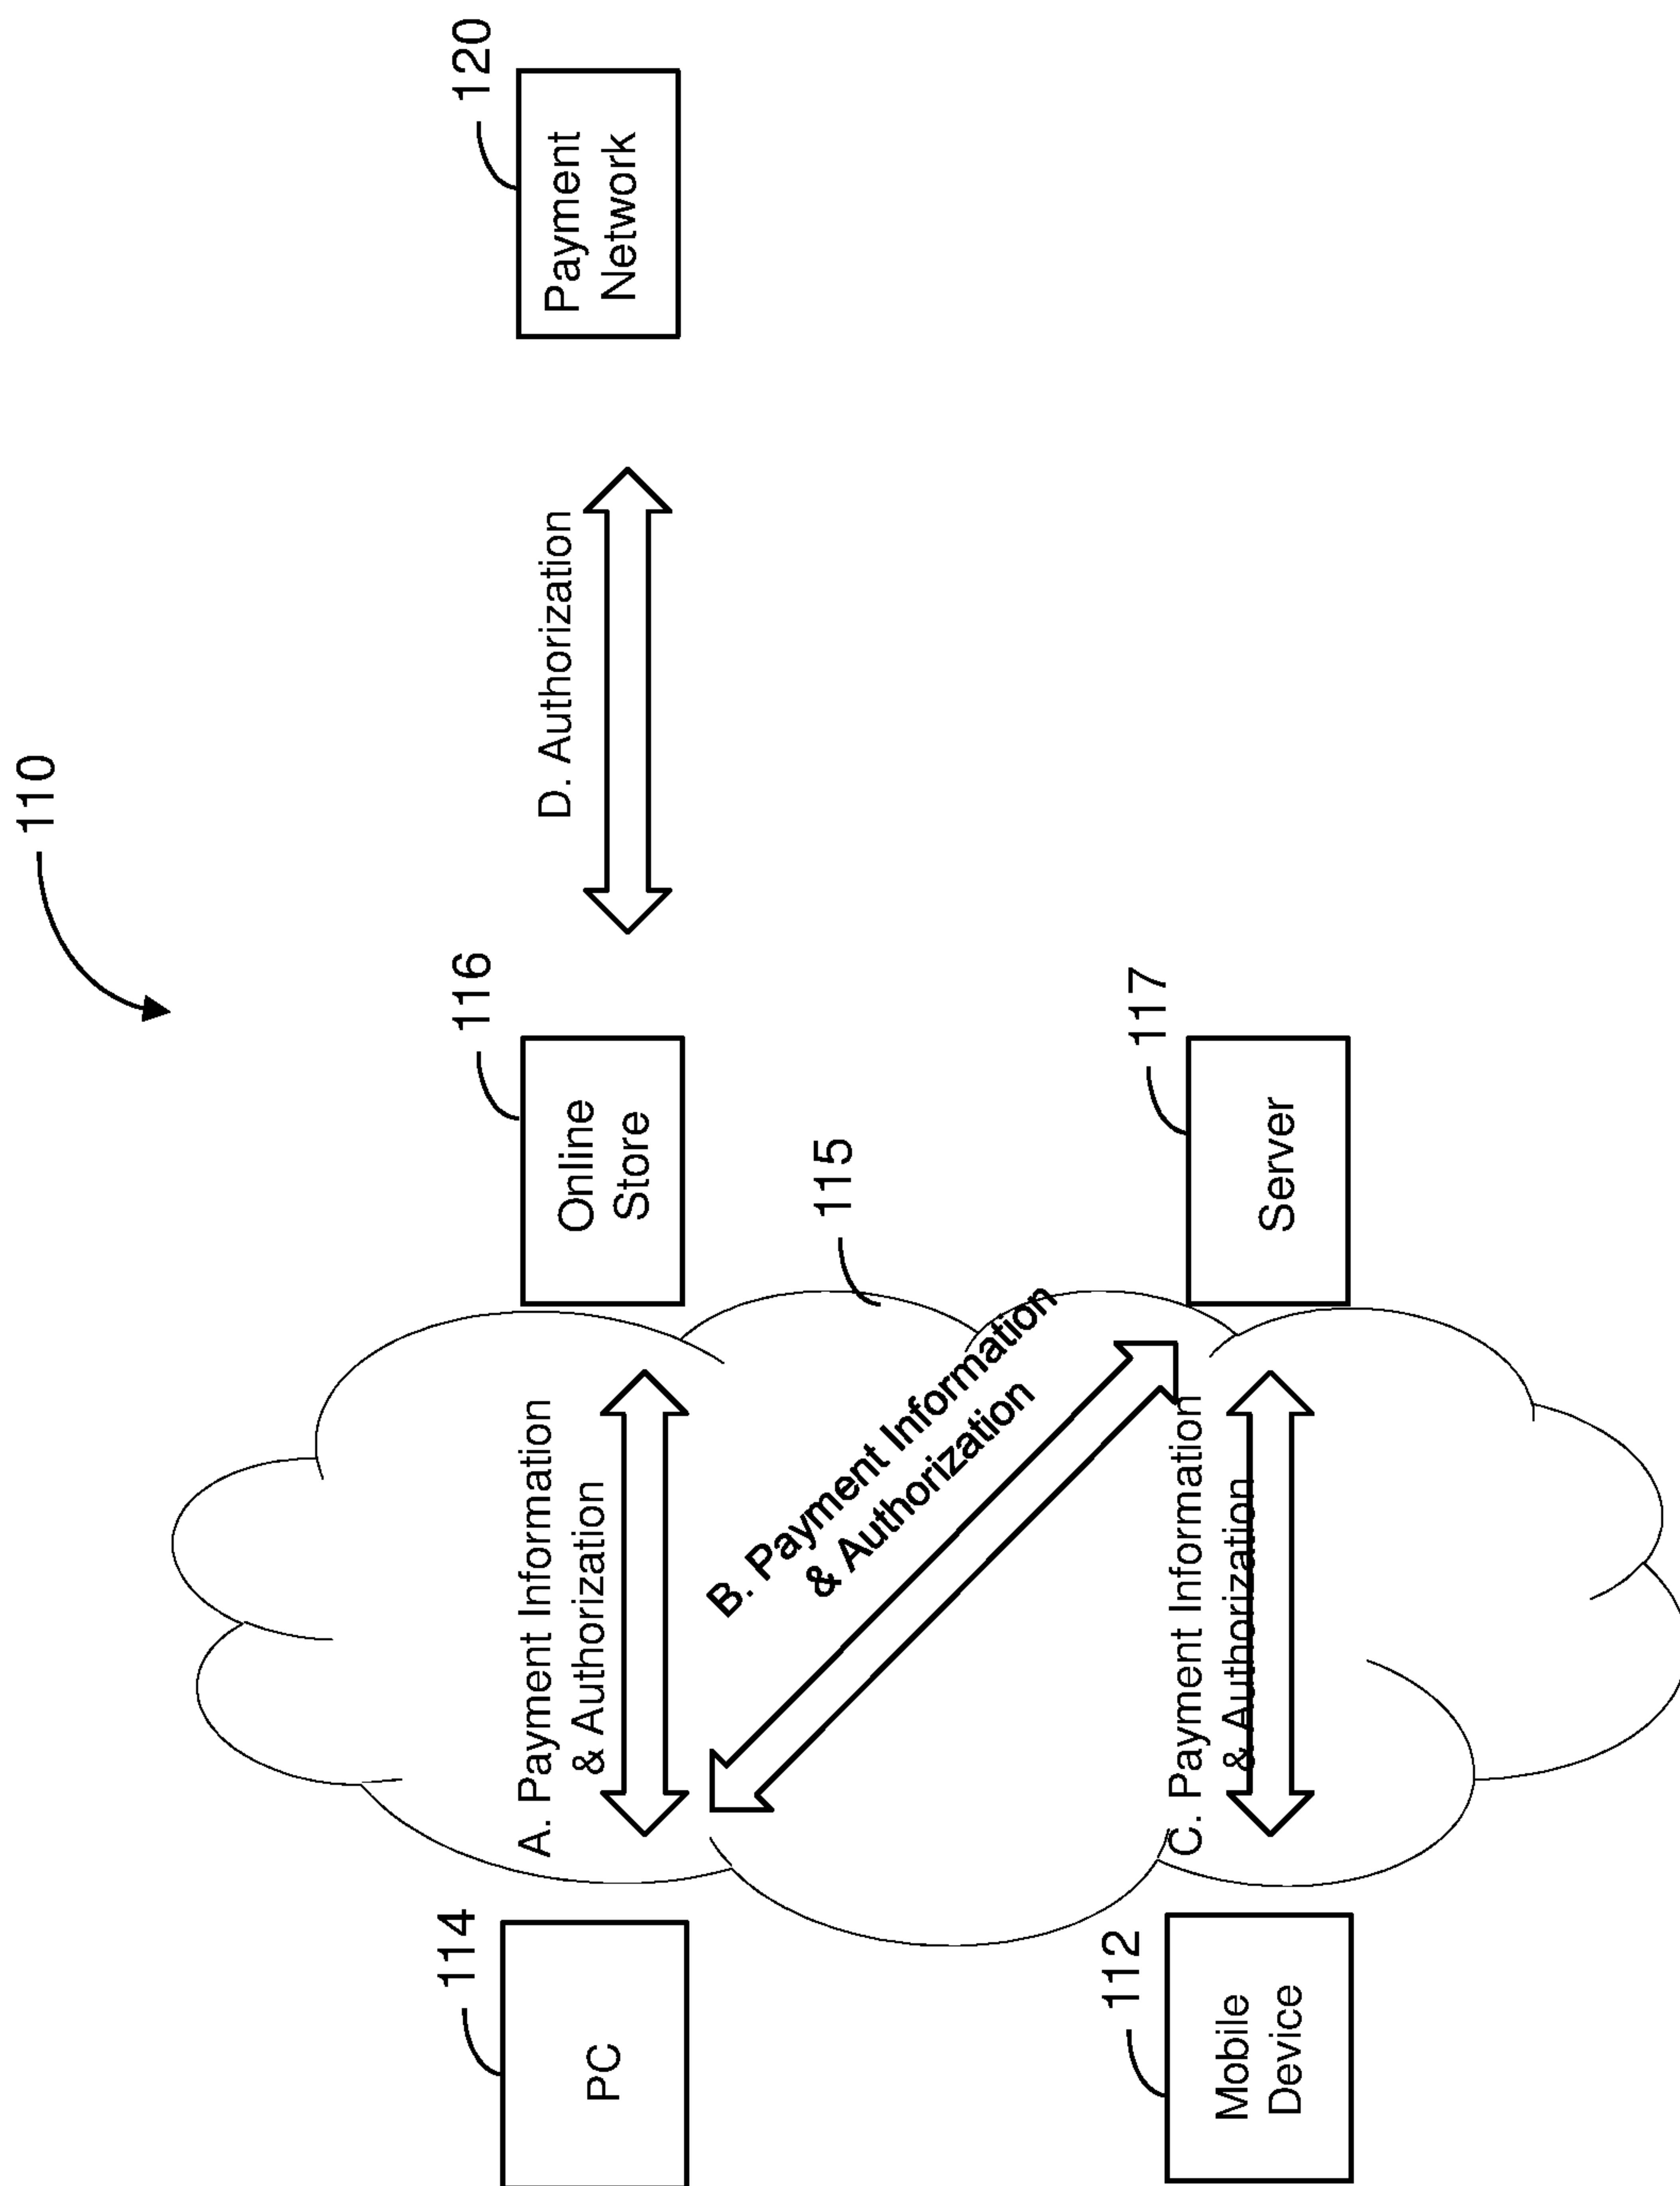 110
114
PC
A. Payment Information
& Authorization
116
Online
Store
D. Authorization
120
Payment
Network
B. Payment Information
& Authorization
115
112
Mobile
Device
C. Payment Information
& Authorization
117
Server